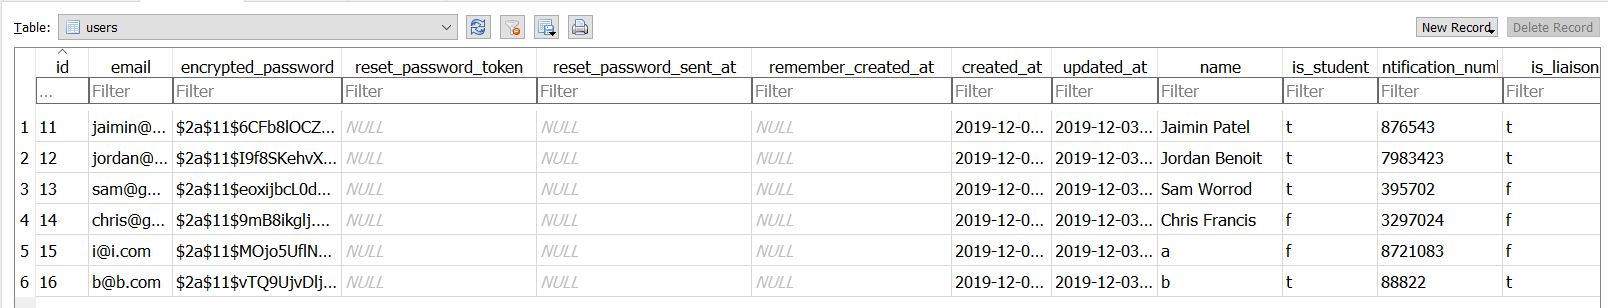 Table: users New Record Delete Record
id email encrypted_password reset_password_token reset_password_sent_at remember_created_at created_at updated_at name is_student ntification_num is_liaison
... Filter Filter Filter Filter Filter Filter Filter Filter Filter Filter Filter
1 11 jaimin@... $2a$11$6CFb8lOCZ... NULL NULL NULL 2019-12-0... 2019-12-03... Jaimin Patel t 876543 t
2 12 jordan@... $2a$11$I9f8SKehvX... NULL NULL NULL 2019-12-0... 2019-12-03... Jordan Benoit t 7983423 t
3 13 sam@g... $2a$11$eoxijbcL0d... NULL NULL NULL 2019-12-0... 2019-12-03... Sam Worrod t 395702 f
4 14 chris@g... $2a$11$9mB8ikglj.... NULL NULL NULL 2019-12-0... 2019-12-03... Chris Francis f 3297024 f
5 15 i@i.com $2a$11$MOjo5UflN... NULL NULL NULL 2019-12-0... 2019-12-03... a f 8721083 f
6 16 b@b.com $2a$11$vTQ9UjvDlj... NULL NULL NULL 2019-12-0... 2019-12-03... b t 88822 t